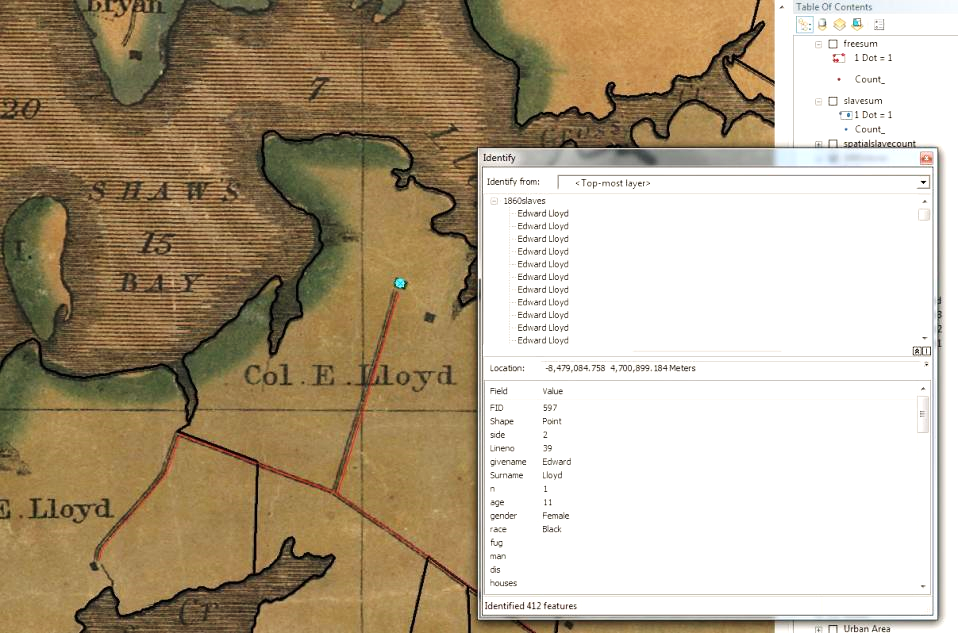 Bryan
20
7
1
CROSS
SHAWS
15
BAY
I.
Col. E. Lloyd
E. Lloyd
Cr
Table Of Contents
freesum
1 Dot = 1
Count_
slavesum
1 Dot = 1
Count_
spatialslavecount
Identify
Identify from:
<Top-most layer>
1860slaves
Edward Lloyd
Edward Lloyd
Edward Lloyd
Edward Lloyd
Edward Lloyd
Edward Lloyd
Edward Lloyd
Edward Lloyd
Edward Lloyd
Edward Lloyd
Edward Lloyd
Location: -8,479,084.758 4,700,899.184 Meters
Field Value
FID 597
Shape Point
side 2
Lineno 39
givename Edward
Surname Lloyd
n 1
age 11
gender Female
race Black
fug
man
dis
houses
Identified 412 features
Urban Area